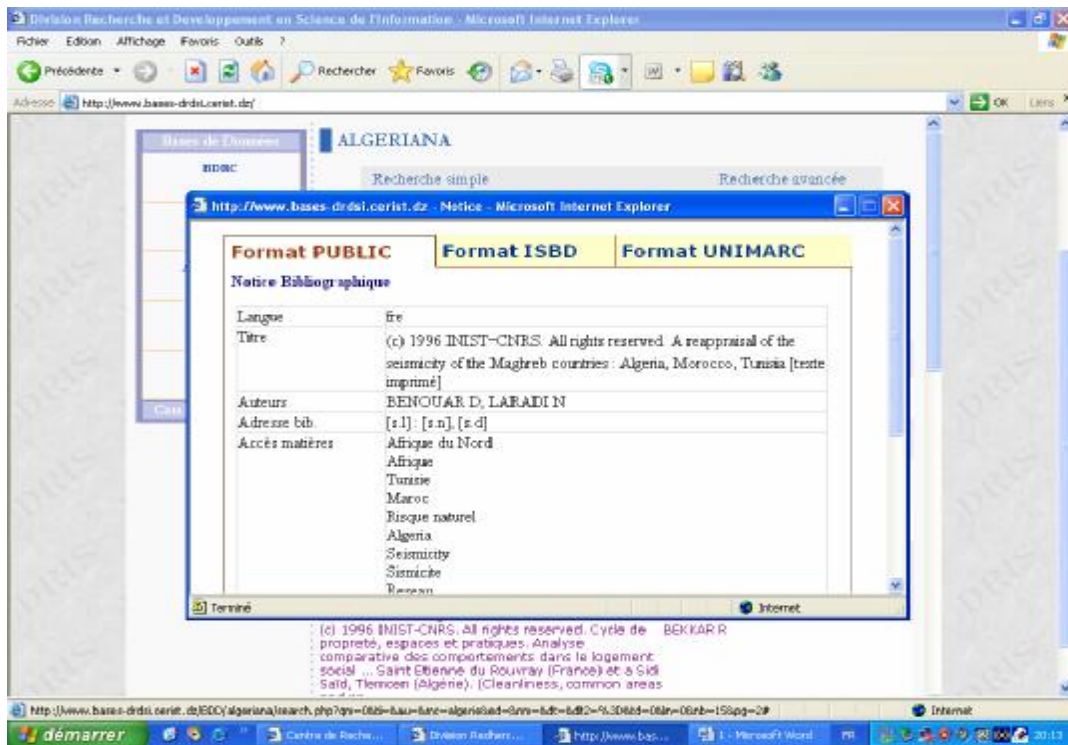 Division Recherche et Developpement en Science de l'Information - Microsoft Internet Explorer
Fichier Edition Affichage Favoris Outils ?
Précédente Rechercher Favoris
Adresse http://www.bases-drdsi.cerist.dz/ OK Liens
Bases de Données
BDRC
ALGERIANA
Recherche simple Recherche avancée
http://www.bases-drdsi.cerist.dz - Notice - Microsoft Internet Explorer
Format PUBLIC Format ISBD Format UNIMARC
Notice Bibliographique
Langue fre
Titre (c) 1996 INIST-CNRS. All rights reserved. A reappraisal of the
seismicity of the Maghreb countries : Algeria, Morocco, Tunisia [texte
imprimé]
Auteurs BENOUAR D, LARADI N
Adresse bib. [s.l] : [s.n], [s.d]
Accès matières Afrique du Nord
Afrique
Tunisie
Maroc
Risque naturel
Algeria
Seismicity
Sismicite
Reseau
Terminé Internet
(c) 1996 INIST-CNRS. All rights reserved. Cycle de BEKKAR R
propreté, espaces et pratiques. Analyse
comparative des comportements dans le logement
social ... Saint Etienne du Rouvray (France) et a Sidi
Saïd, Tlemcen (Algérie). (Cleanliness, common areas
Internet
démarrer Centre de Reche... Division Recherc... http://www.bas... 1 - Microsoft Word FR 20:13